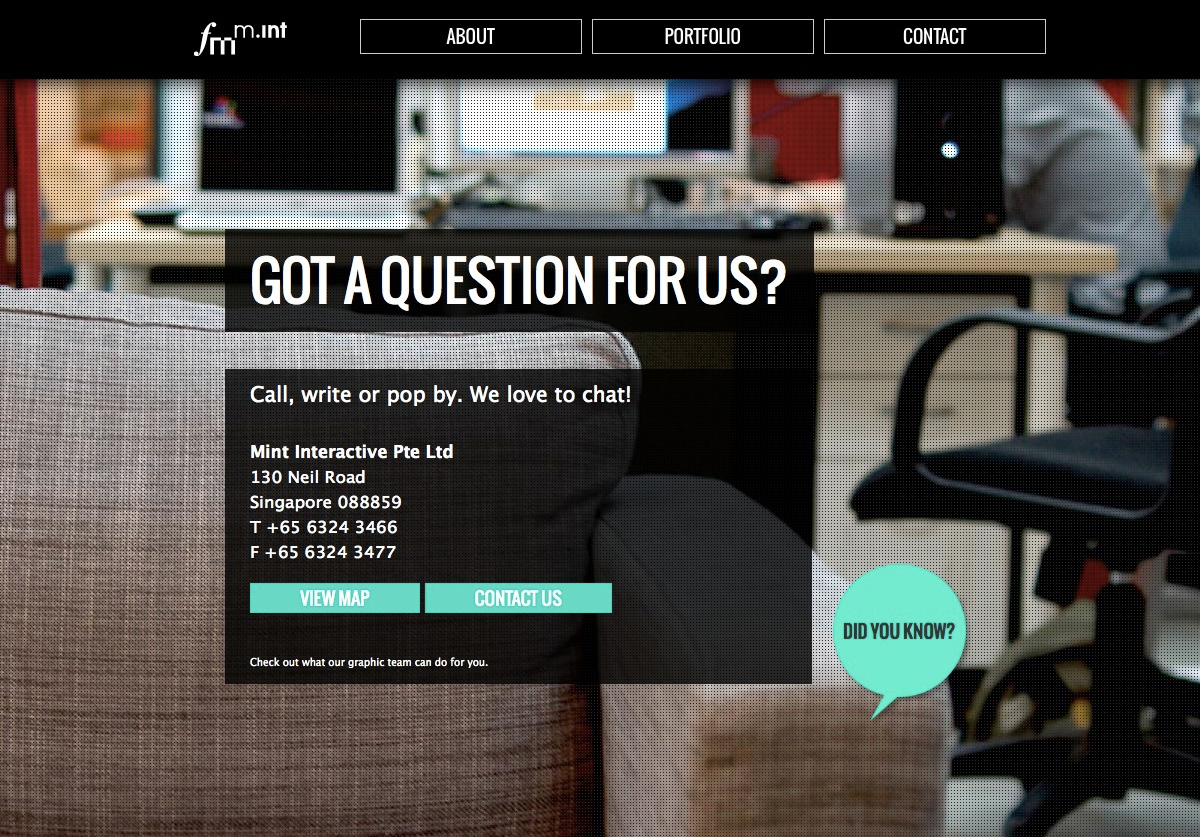 fmm m.ınt
ABOUT
PORTFOLIO
CONTACT
GOT A QUESTION FOR US?
Call, write or pop by. We love to chat!
Mint Interactive Pte Ltd
130 Neil Road
Singapore 088859
T +65 6324 3466
F +65 6324 3477
VIEW MAP
CONTACT US
DID YOU KNOW?
Check out what our graphic team can do for you.